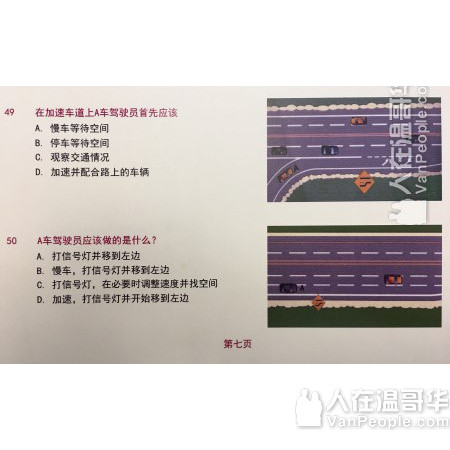 49 在加速车道上A车驾驶员首先应该
A. 慢车等待空间
B. 停车等待空间
C. 观察交通情况
D. 加速并配合路上的车辆
50 A车驾驶员应该做的是什么?
A. 打信号灯并移到左边
B. 慢车，打信号灯并移到左边
C. 打信号灯，在必要时调整速度并找空间
D. 加速，打信号灯并开始移到左边
A
第七页
人在温哥华
VanPeople.com
人在温哥华
VanPeople.com